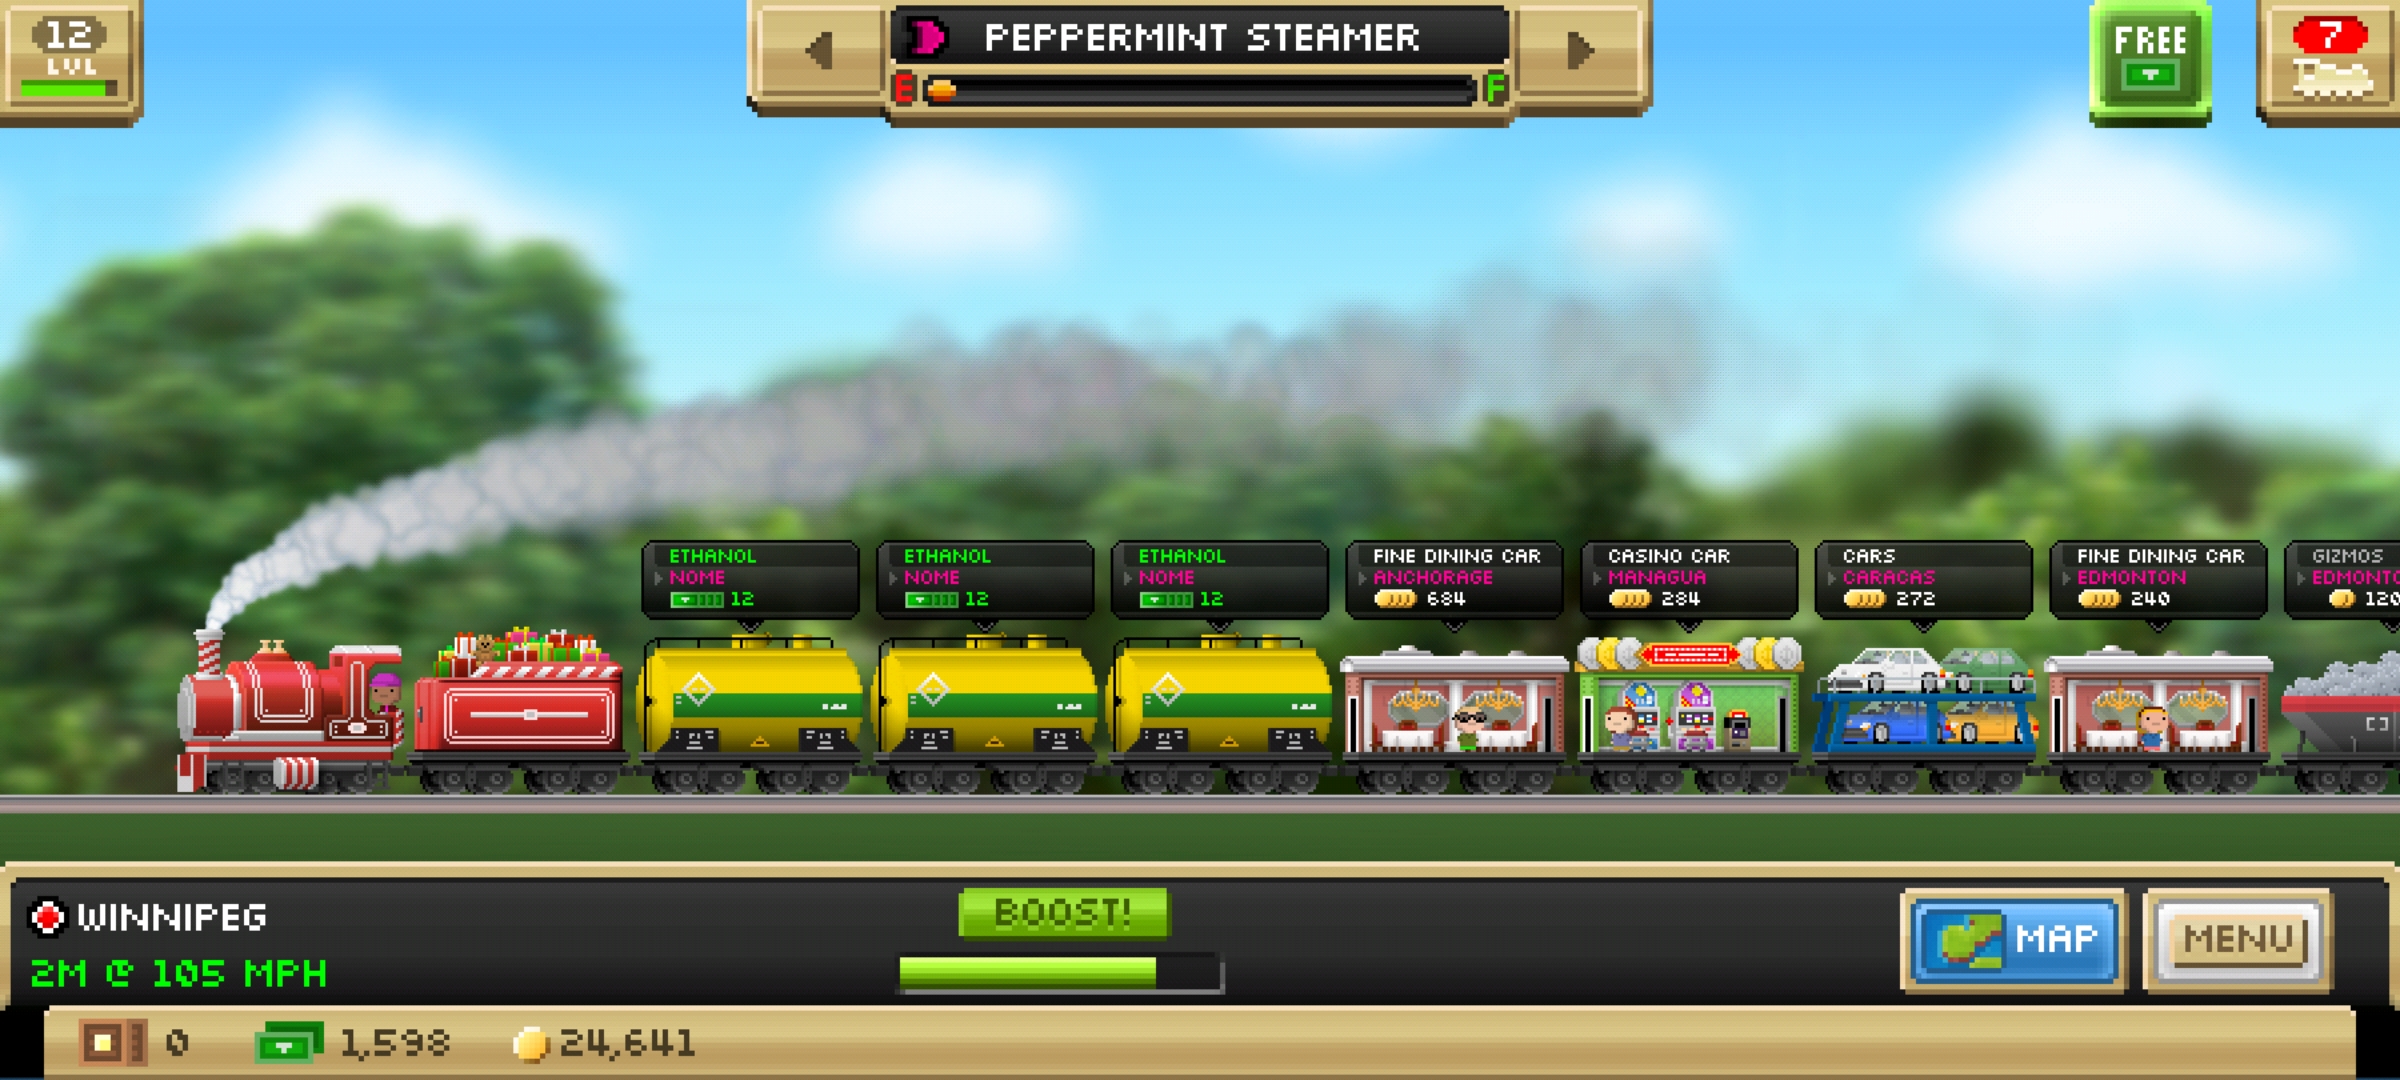 12
LVL
PEPPERMINT STEAMER
E F
FREE
7
ETHANOL
NOME
12
ETHANOL
NOME
12
ETHANOL
NOME
12
FINE DINING CAR
ANCHORAGE
684
CASINO CAR
MANAGUA
284
CARS
CARACAS
272
FINE DINING CAR
EDMONTON
240
GIZMOS
EDMONTO
120
WINNIPEG
2M @ 105 MPH
BOOST!
MAP
MENU
0
1,598
24,641